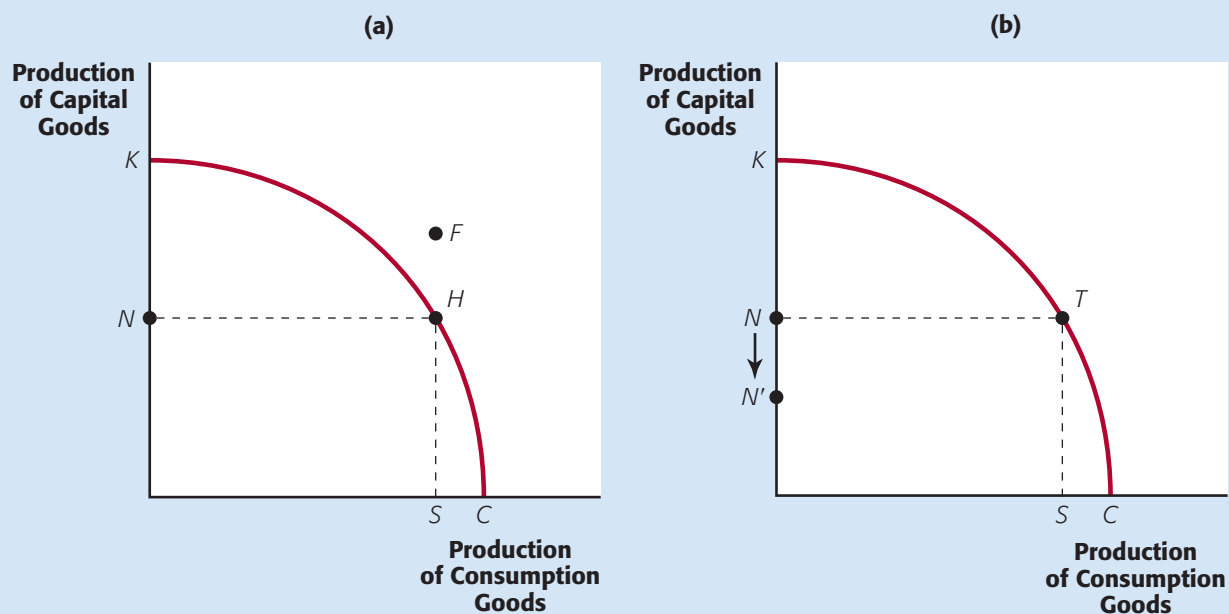 (a)
Production
of Capital
Goods
K
F
H
N
S
C
Production
of Consumption
Goods
(b)
Production
of Capital
Goods
K
T
N
N'
S
C
Production
of Consumption
Goods